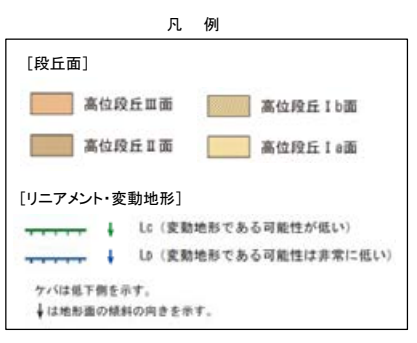 凡 例
[段丘面]
高位段丘Ⅲ面 高位段丘Ⅰb面
高位段丘Ⅱ面 高位段丘Ⅰa面
[リニアメント・変動地形]
LC (変動地形である可能性が低い)
LD (変動地形である可能性は非常に低い)
ケバは低下側を示す。
↓は地形面の傾斜の向きを示す。